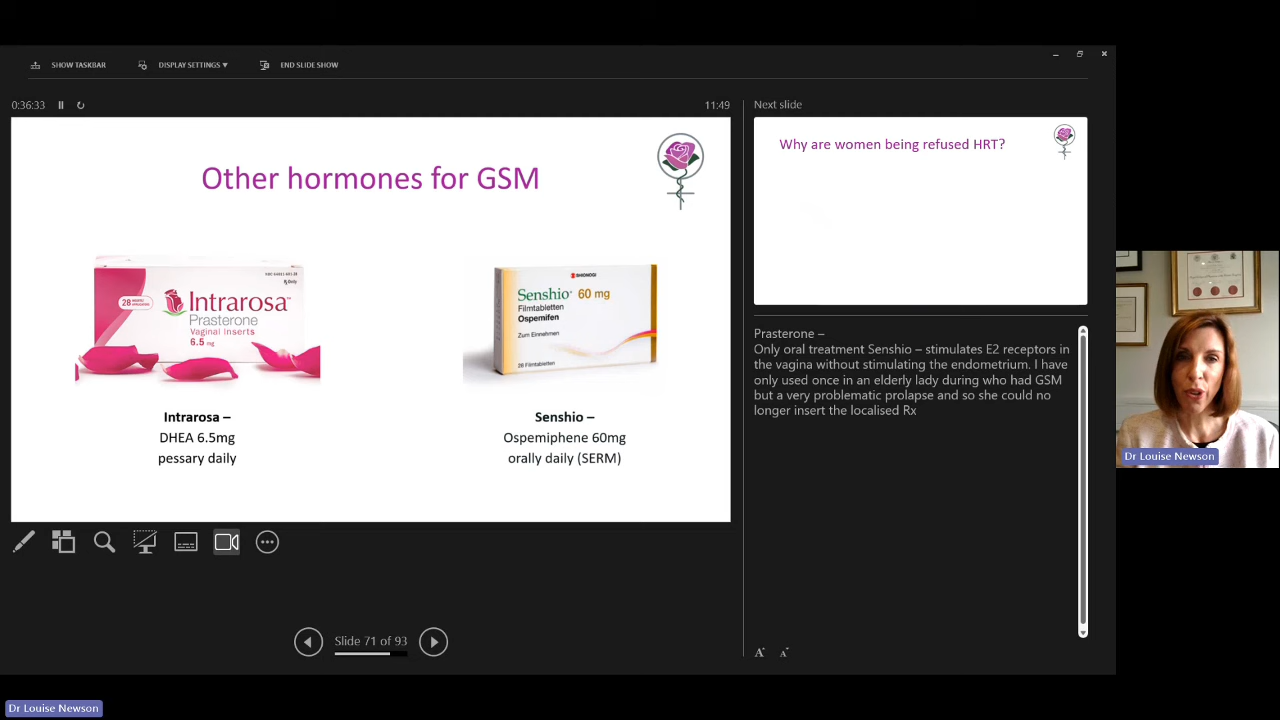 SHOW TASKBAR
DISPLAY SETTINGS ▾
END SLIDE SHOW
0:36:33
11:49
Other hormones for GSM
28
Intrarosa™
Prasterone
Vaginal Inserts
6.5 mg
Rx Only
SHIONOGI
Senshio® 60 mg
Filmtabletten
Ospemifen
Zum Einnehmen
28 Filmtabletten
Intrarosa –
DHEA 6.5mg
pessary daily
Senshio –
Ospemiphene 60mg
orally daily (SERM)
Slide 71 of 93
Next slide
Why are women being refused HRT?
Prasterone –
Only oral treatment Senshio – stimulates E2 receptors in
the vagina without stimulating the endometrium. I have
only used once in an elderly lady during who had GSM
but a very problematic prolapse and so she could no
longer insert the localised Rx
A A
Dr Louise Newson
Dr Louise Newson